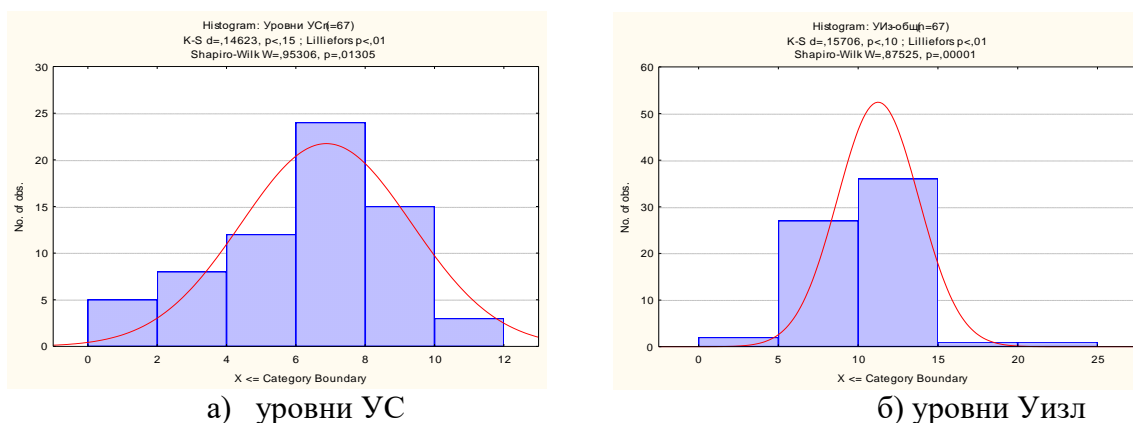 Histogram: Уровни УСп(n=67)
K-S d=,14623, p<,15 ; Lilliefors p<,01
Shapiro-Wilk W=,95306, p=,01305
30
25
20
15
10
5
0
No. of obs.
0 2 4 6 8 10 12
X <= Category Boundary
а) уровни УС
Histogram: УИз-общ(n=67)
K-S d=,15706, p<,10 ; Lilliefors p<,01
Shapiro-Wilk W=,87525, p=,00001
60
50
40
30
20
10
0
No. of obs.
0 5 10 15 20 25
X <= Category Boundary
б) уровни Уизл